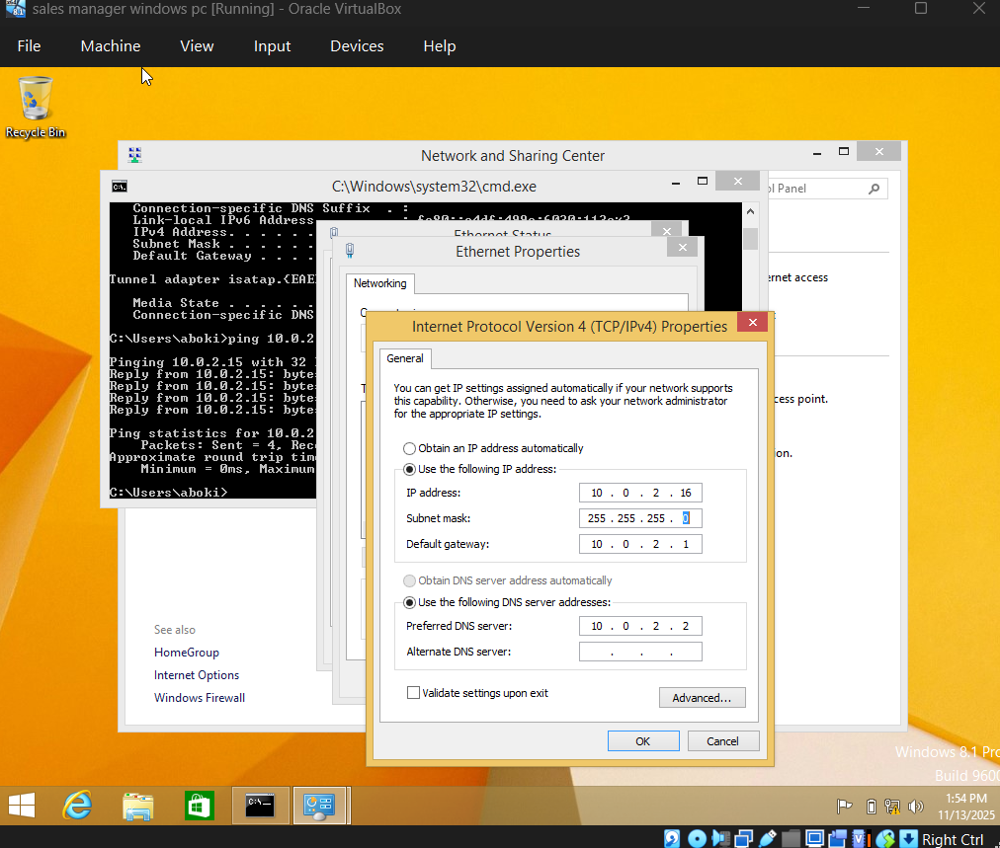 sales manager windows pc [Running] - Oracle VirtualBox
File Machine View Input Devices Help
Recycle Bin
Network and Sharing Center
C:\Windows\system32\cmd.exe
ol Panel
Connection-specific DNS Suffix . :
Link-local IPv6 Address
IPv4 Address. . . . . .
Subnet Mask . . . . . .
Default Gateway . . . .
Tunnel adapter isatap.{EAE
Media State . . . . . .
Connection-specific DNS
C:\Users\aboki>ping 10.0.2
Pinging 10.0.2.15 with 32
Reply from 10.0.2.15: byte
Reply from 10.0.2.15: byte
Reply from 10.0.2.15: byte
Reply from 10.0.2.15: byte
Ping statistics for 10.0.2
Packets: Sent = 4, Rec
Approximate round trip tim
Minimum = 0ms, Maximum
C:\Users\aboki>
Ethernet Status
Ethernet Properties
Networking
ernet access
cess point.
on.
Internet Protocol Version 4 (TCP/IPv4) Properties
General
You can get IP settings assigned automatically if your network supports
this capability. Otherwise, you need to ask your network administrator
for the appropriate IP settings.
Obtain an IP address automatically
Use the following IP address:
IP address: 10 . 0 . 2 . 16
Subnet mask: 255 . 255 . 255 . 0
Default gateway: 10 . 0 . 2 . 1
Obtain DNS server address automatically
Use the following DNS server addresses:
Preferred DNS server: 10 . 0 . 2 . 2
Alternate DNS server: . . .
Validate settings upon exit
Advanced...
OK Cancel
See also
HomeGroup
Internet Options
Windows Firewall
Windows 8.1 Pro
Build 9600
1:54 PM
11/13/2025
Right Ctrl